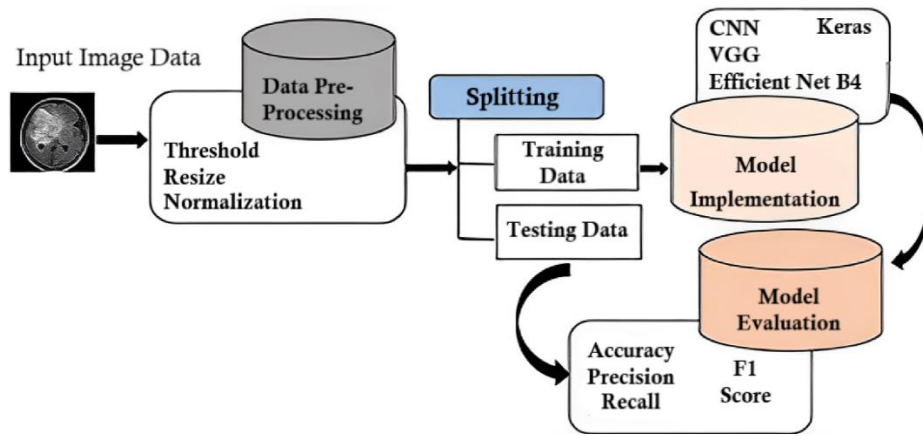 Input Image Data
Data Pre-
Processing
Threshold
Resize
Normalization
Splitting
Training
Data
Testing Data
CNN Keras
VGG
Efficient Net B4
Model
Implementation
Model
Evaluation
Accuracy
Precision
Recall
F1
Score